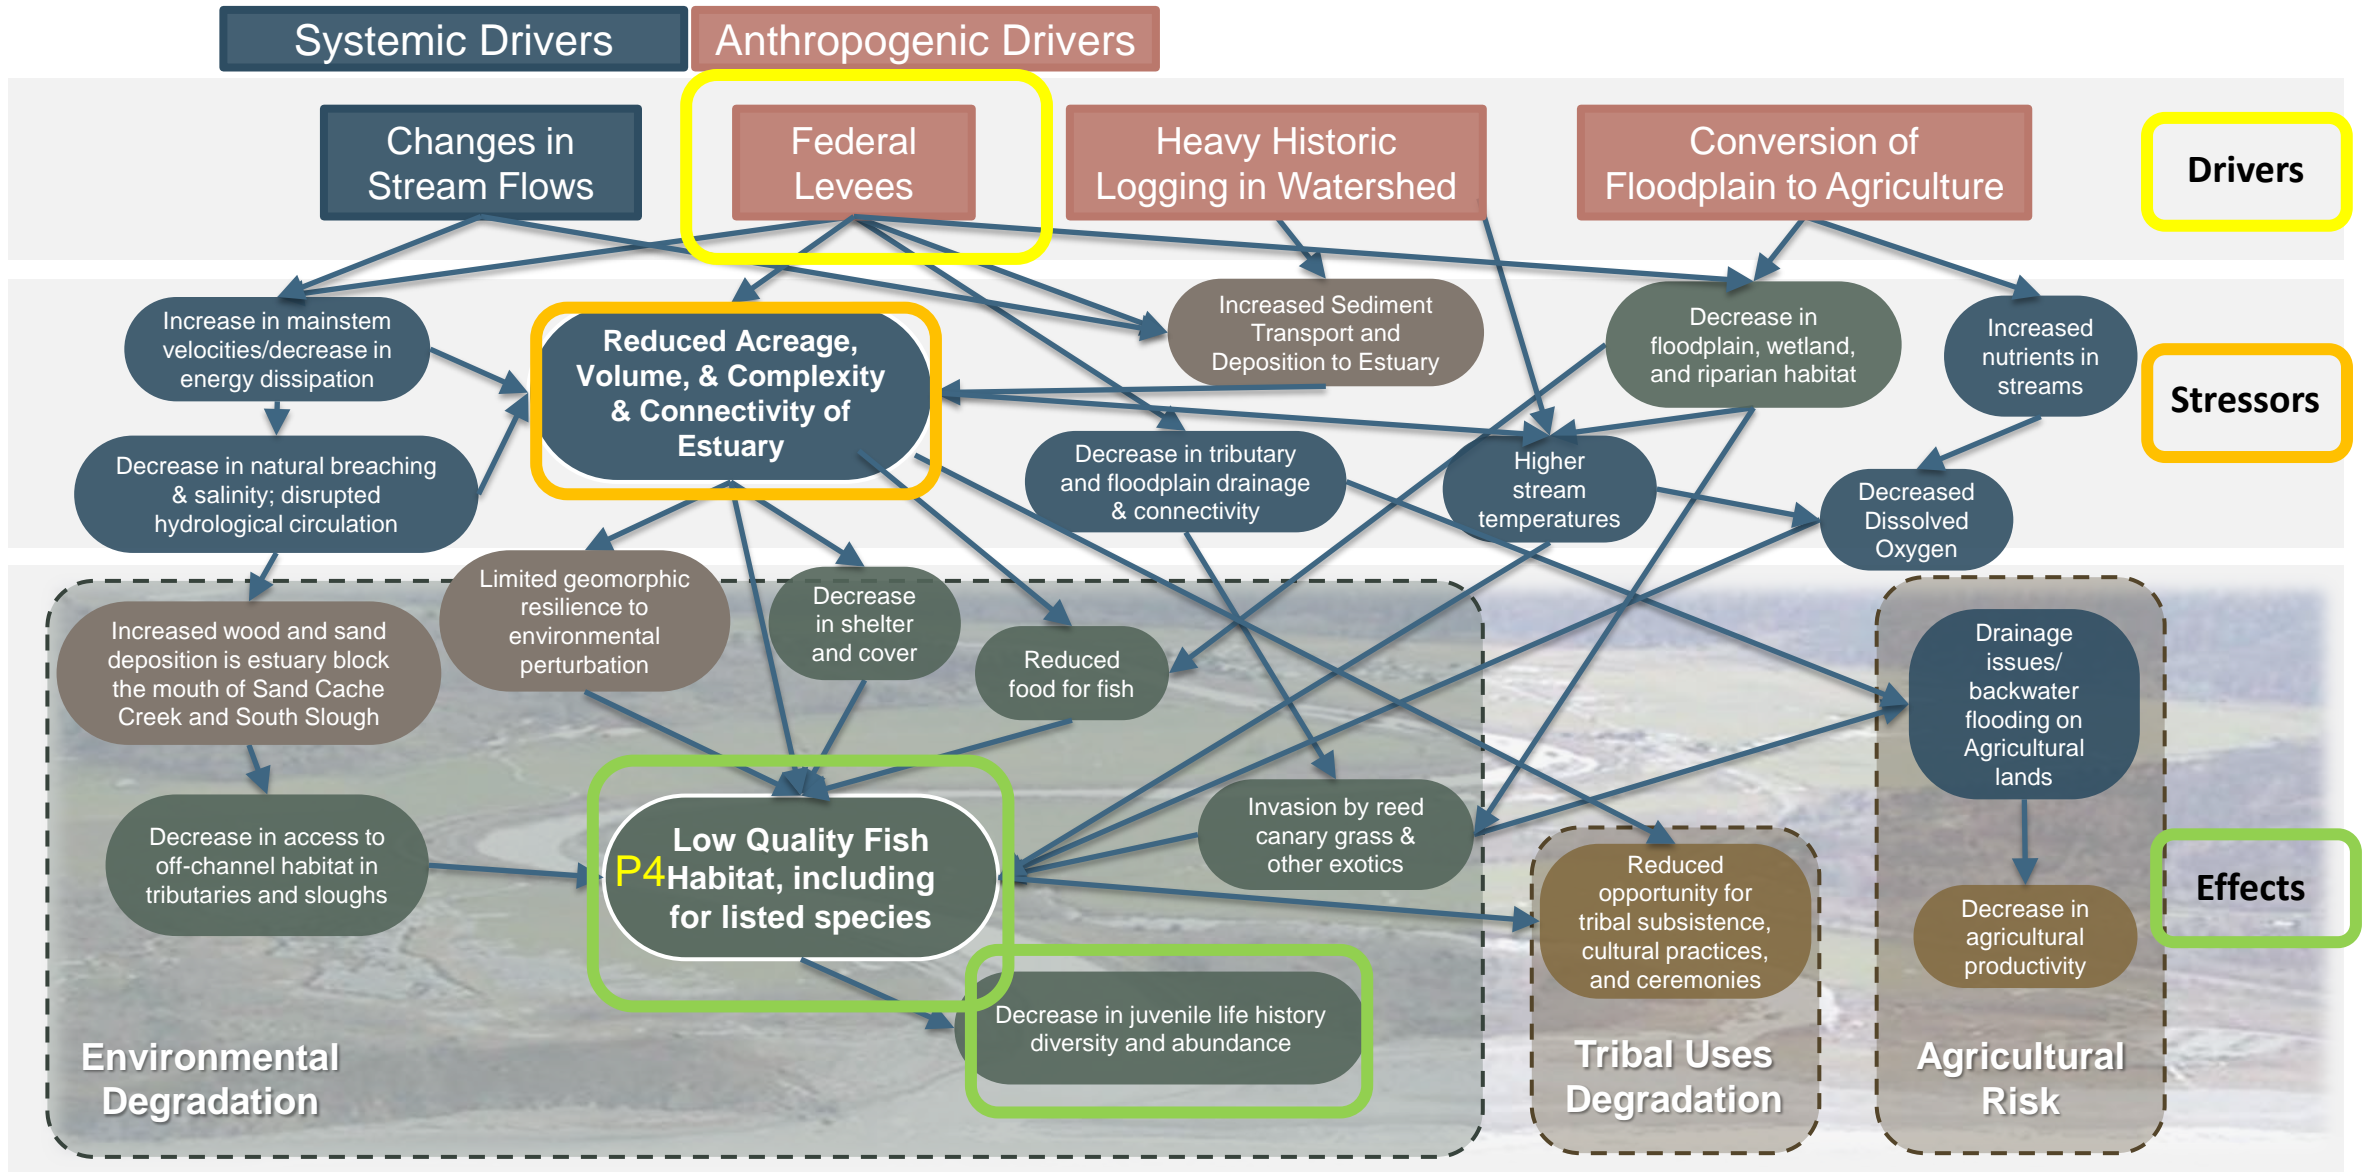 Systemic Drivers
Anthropogenic Drivers
Changes in
Stream Flows
Federal
Levees
Heavy Historic
Logging in Watershed
Conversion of
Floodplain to Agriculture
Drivers
Increase in mainstem
velocities/decrease in
energy dissipation
Reduced Acreage,
Volume, & Complexity
& Connectivity of
Estuary
Increased Sediment
Transport and
Deposition to Estuary
Decrease in
floodplain, wetland,
and riparian habitat
Increased
nutrients in
streams
Stressors
Decrease in natural breaching
& salinity; disrupted
hydrological circulation
Decrease in tributary
and floodplain drainage
& connectivity
Higher
stream
temperatures
Decreased
Dissolved
Oxygen
Increased wood and sand
deposition is estuary block
the mouth of Sand Cache
Creek and South Slough
Limited geomorphic
resilience to
environmental
perturbation
Decrease
in shelter
and cover
Reduced
food for fish
Drainage
issues/
backwater
flooding on
Agricultural
lands
Decrease in access to
off-channel habitat in
tributaries and sloughs
P4
Low Quality Fish
Habitat, including
for listed species
Invasion by reed
canary grass &
other exotics
Reduced
opportunity for
tribal subsistence,
cultural practices,
and ceremonies
Decrease in
agricultural
productivity
Effects
Decrease in juvenile life history
diversity and abundance
Environmental
Degradation
Tribal Uses
Degradation
Agricultural
Risk